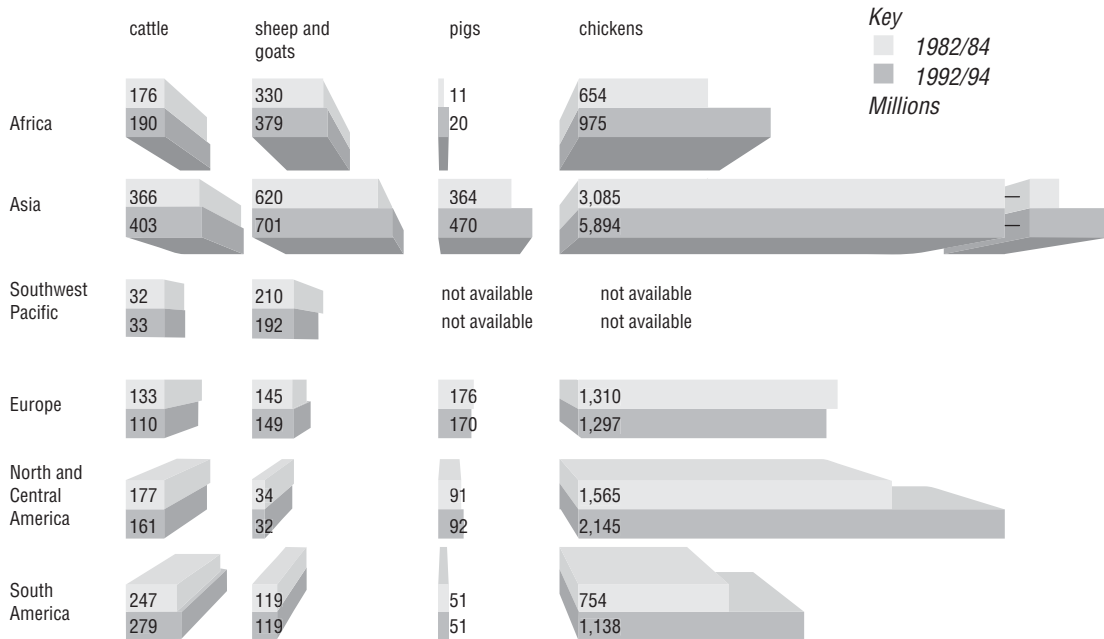 cattle
sheep and
goats
pigs
chickens
Key
1982/84
1992/94
Millions
Africa
176
190
330
379
11
20
654
975
Asia
366
403
620
701
364
470
3,085
5,894
Southwest
Pacific
32
33
210
192
not available
not available
not available
not available
Europe
133
110
145
149
176
170
1,310
1,297
North and
Central
America
177
161
34
32
91
92
1,565
2,145
South
America
247
279
119
119
51
51
754
1,138